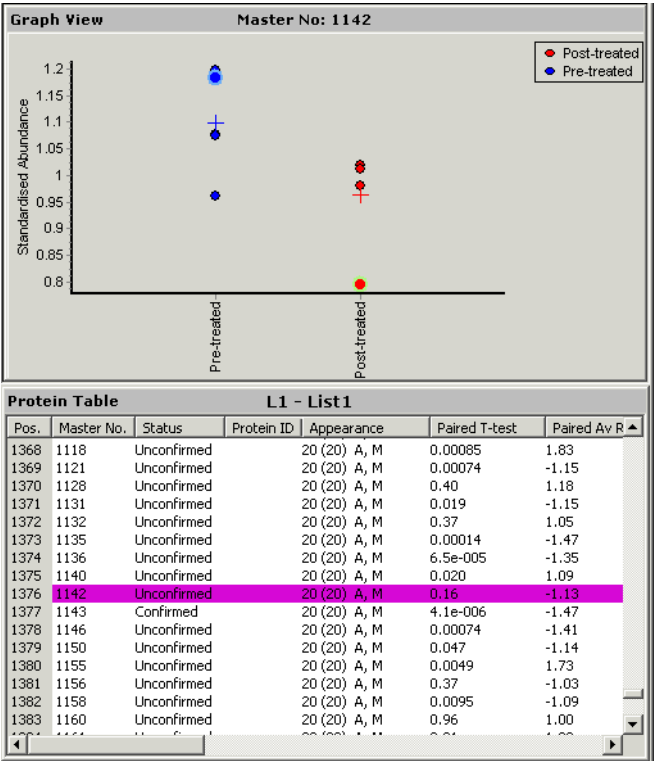 Graph View Master No: 1142
Post-treated
Pre-treated
1.2
1.15
1.1
1.05
1
0.95
0.9
0.85
0.8
Standardised Abundance
Pre-treated
Post-treated
Protein Table L1 - List1
Pos. Master No. Status Protein ID Appearance Paired T-test Paired Av R
1368 1118 Unconfirmed 20 (20) A, M 0.00085 1.83
1369 1121 Unconfirmed 20 (20) A, M 0.00074 -1.15
1370 1128 Unconfirmed 20 (20) A, M 0.40 1.18
1371 1131 Unconfirmed 20 (20) A, M 0.019 -1.15
1372 1132 Unconfirmed 20 (20) A, M 0.37 1.05
1373 1135 Unconfirmed 20 (20) A, M 0.00014 -1.47
1374 1136 Unconfirmed 20 (20) A, M 6.5e-005 -1.35
1375 1140 Unconfirmed 20 (20) A, M 0.020 1.09
1376 1142 Unconfirmed 20 (20) A, M 0.16 -1.13
1377 1143 Confirmed 20 (20) A, M 4.1e-006 -1.47
1378 1146 Unconfirmed 20 (20) A, M 0.00074 -1.41
1379 1150 Unconfirmed 20 (20) A, M 0.047 -1.14
1380 1155 Unconfirmed 20 (20) A, M 0.0049 1.73
1381 1156 Unconfirmed 20 (20) A, M 0.37 -1.03
1382 1158 Unconfirmed 20 (20) A, M 0.0095 -1.09
1383 1160 Unconfirmed 20 (20) A, M 0.96 1.00